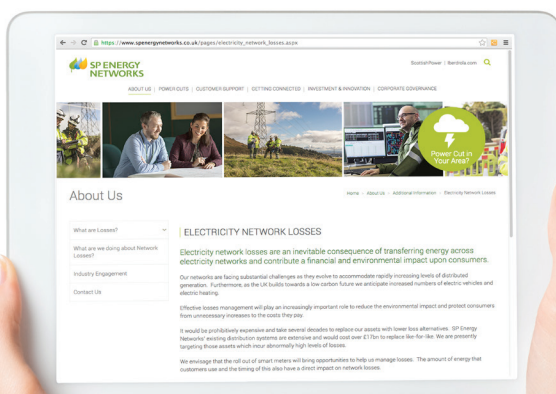 https://www.spenergynetworks.co.uk/pages/electricity_network_losses.aspx
SP ENERGY
NETWORKS
ScottishPower | Iberdrola.com
ABOUT US | POWER CUTS | CUSTOMER SUPPORT | GETTING CONNECTED | INVESTMENT & INNOVATION | CORPORATE GOVERNANCE
Power Cut in
Your Area?
About Us
Home - About Us - Additional Information - Electricity Network Losses
What are Losses?
What are we doing about Network
Losses?
Industry Engagement
Contact Us
ELECTRICITY NETWORK LOSSES
Electricity network losses are an inevitable consequence of transferring energy across
electricity networks and contribute a financial and environmental impact upon consumers.
Our networks are facing substantial challenges as they evolve to accommodate rapidly increasing levels of distributed
generation. Furthermore, as the UK builds towards a low carbon future we anticipate increased numbers of electric vehicles and
electric heating.
Effective losses management will play an increasingly important role to reduce the environmental impact and protect consumers
from unnecessary increases to the costs they pay.
It would be prohibitively expensive and take several decades to replace our assets with lower loss alternatives. SP Energy
Networks' existing distribution systems are extensive and would cost over £17bn to replace like-for-like. We are presently
targeting those assets which incur abnormally high levels of losses.
We envisage that the roll out of smart meters will bring opportunities to help us manage losses. The amount of energy that
customers use and the timing of this also have a direct impact on network losses.